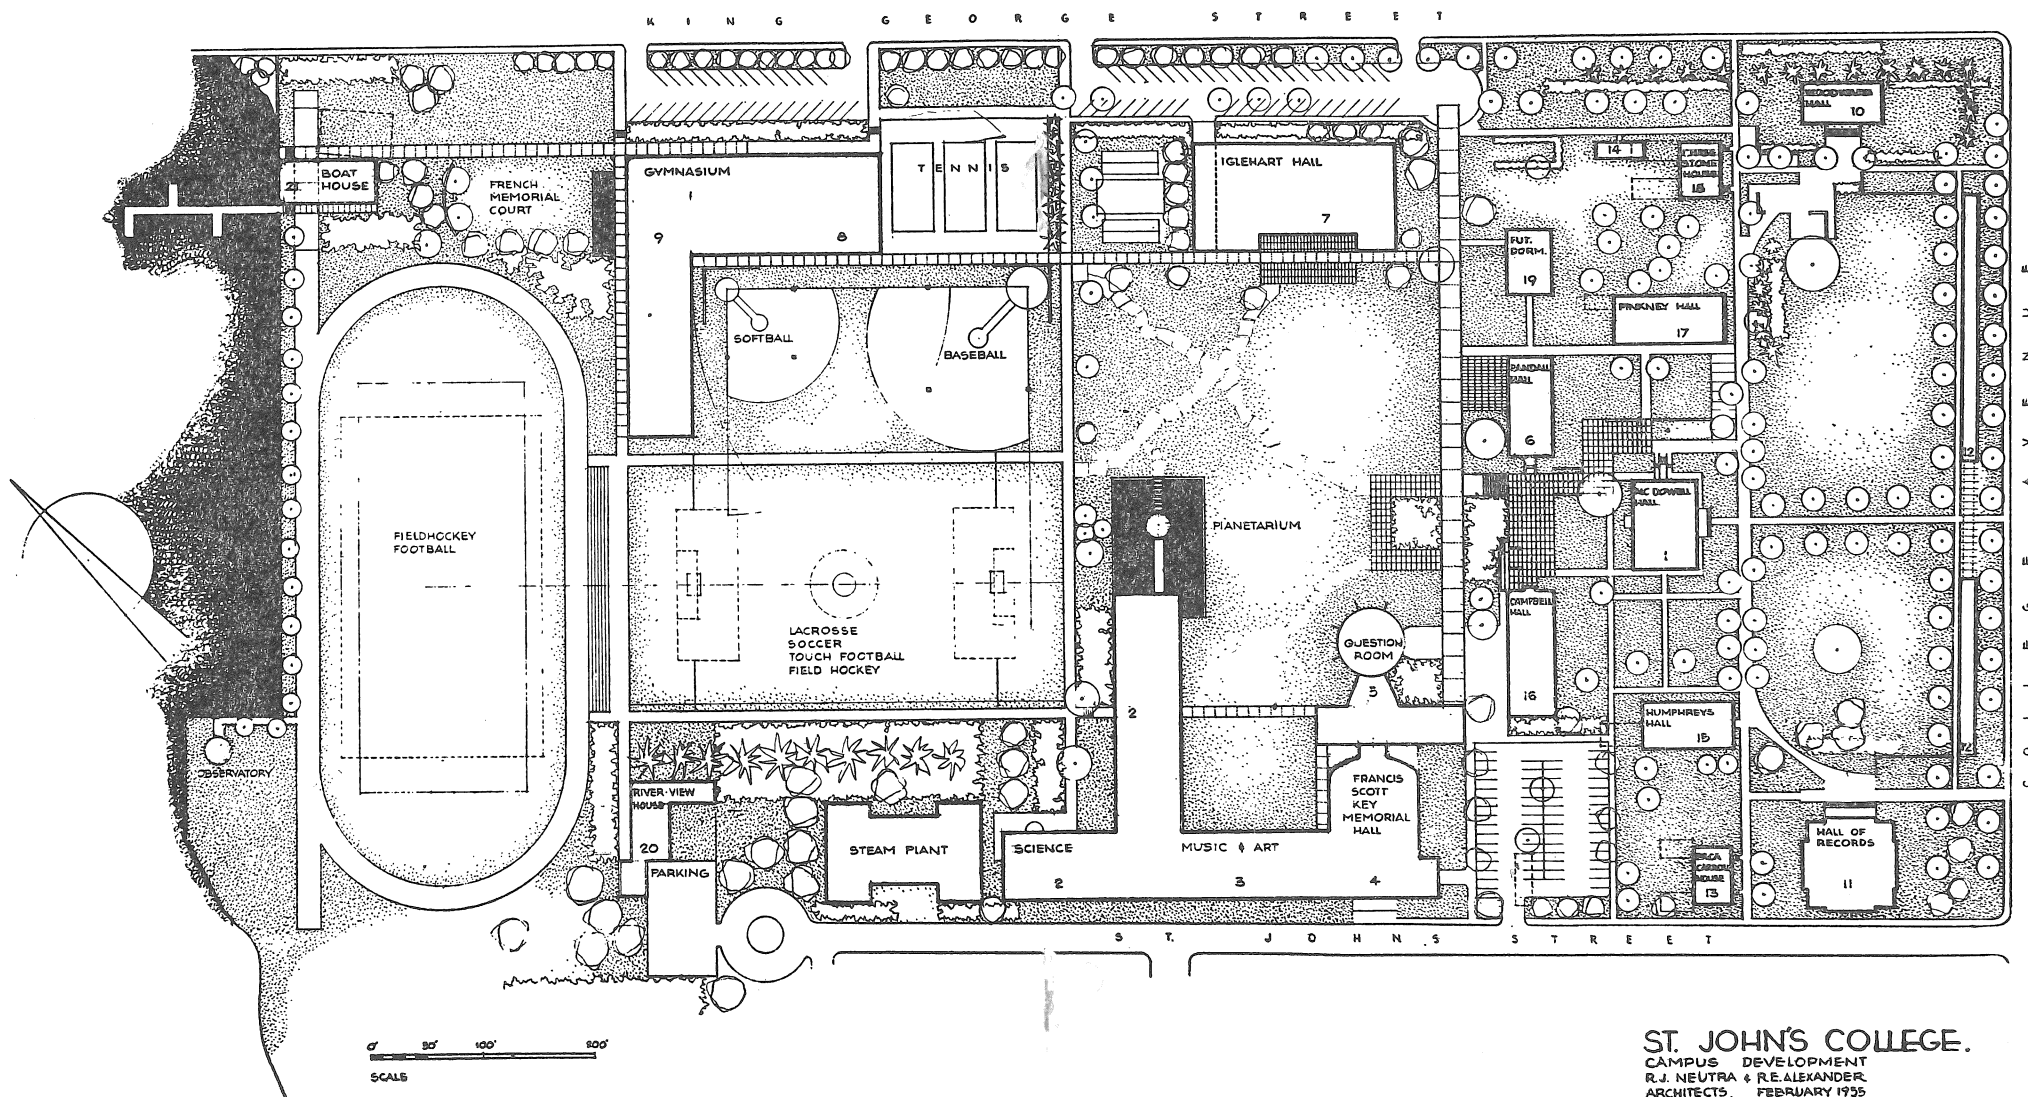 KING GEORGE STREET
WOODWARD
HALL
10
14
CHASE
STONE
HOUSE
18
21
BOAT
HOUSE
FRENCH
MEMORIAL
COURT
GYMNASIUM
1
9
8
TENNIS
IGLEHART HALL
7
FUT.
DORM.
19
PINKNEY HALL
17
SOFTBALL
BASEBALL
RANDALL
HALL
6
12
COLLEGE AVENUE
FIELDHOCKEY
FOOTBALL
PLANETARIUM
MC DOWELL
HALL
1
LACROSSE
SOCCER
TOUCH FOOTBALL
FIELD HOCKEY
QUESTION
ROOM
5
CAMPBELL
HALL
16
2
HUMPHREYS
HALL
15
12
OBSERVATORY
RIVER-VIEW
HOUSE
20
PARKING
STEAM PLANT
SCIENCE
2
MUSIC & ART
3
FRANCIS
SCOTT
KEY
MEMORIAL
HALL
4
CARROLL
HOUSE
13
HALL OF
RECORDS
11
ST. JOHNS STREET
0' 50' 100' 200'
SCALE
ST. JOHN'S COLLEGE.
CAMPUS DEVELOPMENT
R.J. NEUTRA & R.E. ALEXANDER
ARCHITECTS. FEBRUARY 1955